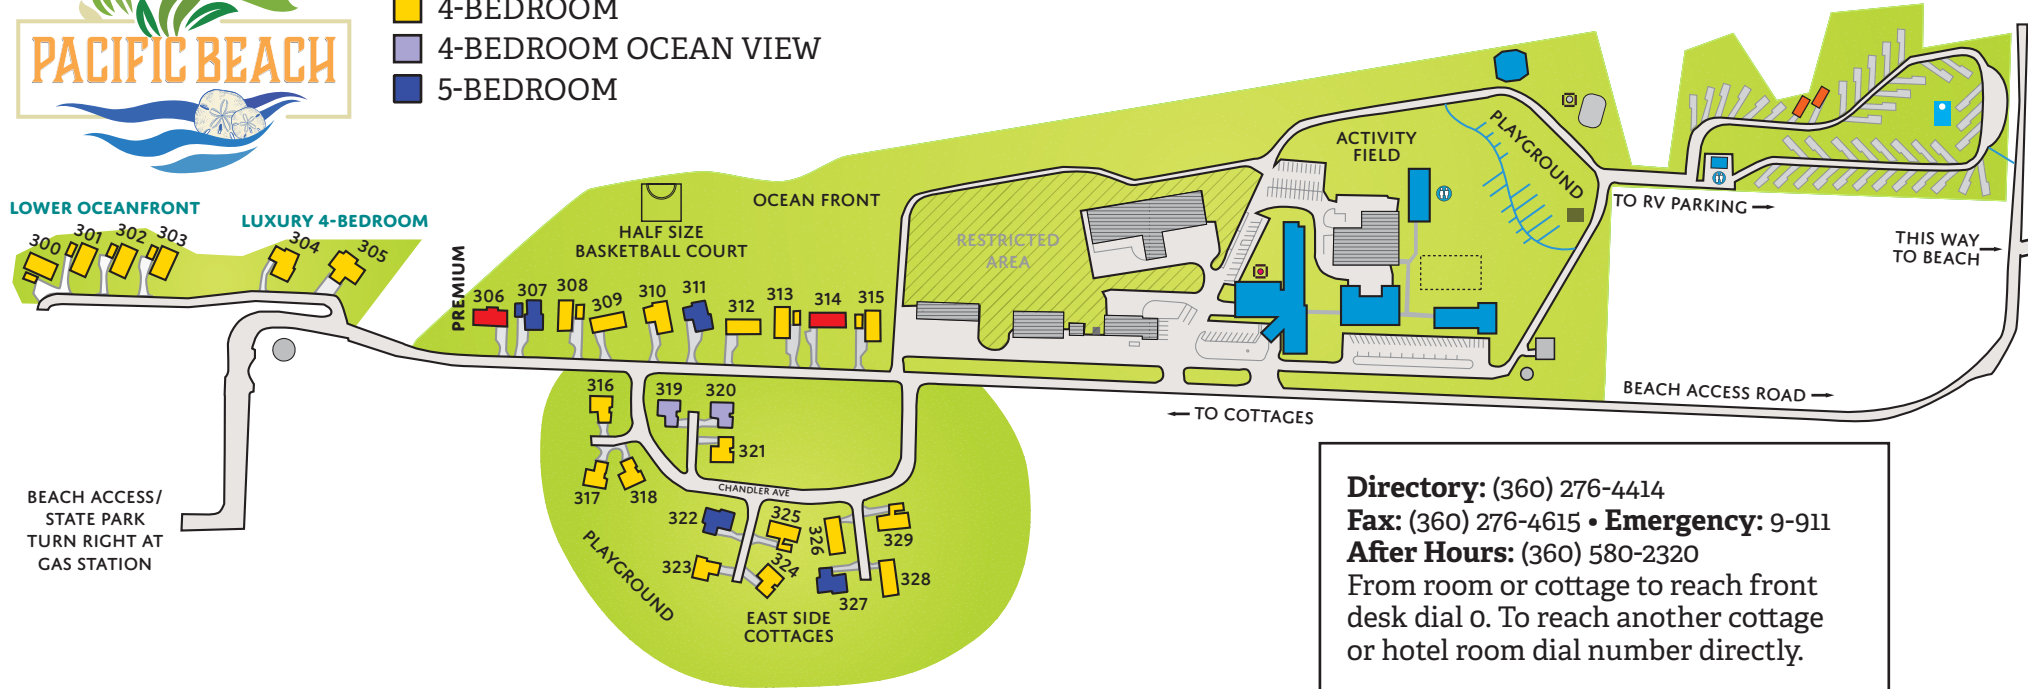 PACIFIC BEACH
4-BEDROOM
4-BEDROOM OCEAN VIEW
5-BEDROOM
LOWER OCEANFRONT
LUXURY 4-BEDROOM
300
301
302
303
304
305
PREMIUM
306
307
308
309
310
311
312
313
314
315
HALF SIZE
BASKETBALL COURT
OCEAN FRONT
RESTRICTED
AREA
ACTIVITY
FIELD
PLAYGROUND
TO RV PARKING
THIS WAY
TO BEACH
BEACH ACCESS ROAD
TO COTTAGES
316
317
318
319
320
321
CHANDLER AVE
322
323
324
325
326
327
328
329
PLAYGROUND
EAST SIDE
COTTAGES
BEACH ACCESS/
STATE PARK
TURN RIGHT AT
GAS STATION
Directory: (360) 276-4414
Fax: (360) 276-4615 • Emergency: 9-911
After Hours: (360) 580-2320
From room or cottage to reach front
desk dial 0. To reach another cottage
or hotel room dial number directly.